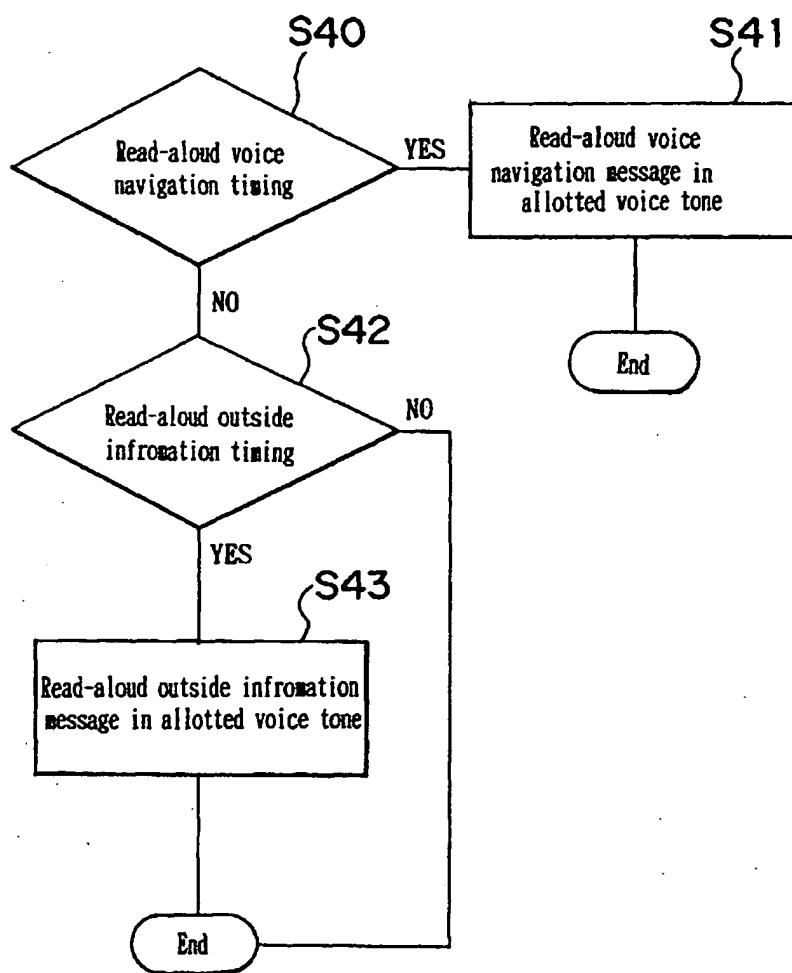 S40
Read-aloud voice
navigation timing
YES
S41
Read-aloud voice
navigation message in
allotted voice tone
End
NO
S42
Read-aloud outside
infromation timing
NO
YES
S43
Read-aloud outside infromation
message in allotted voice tone
End